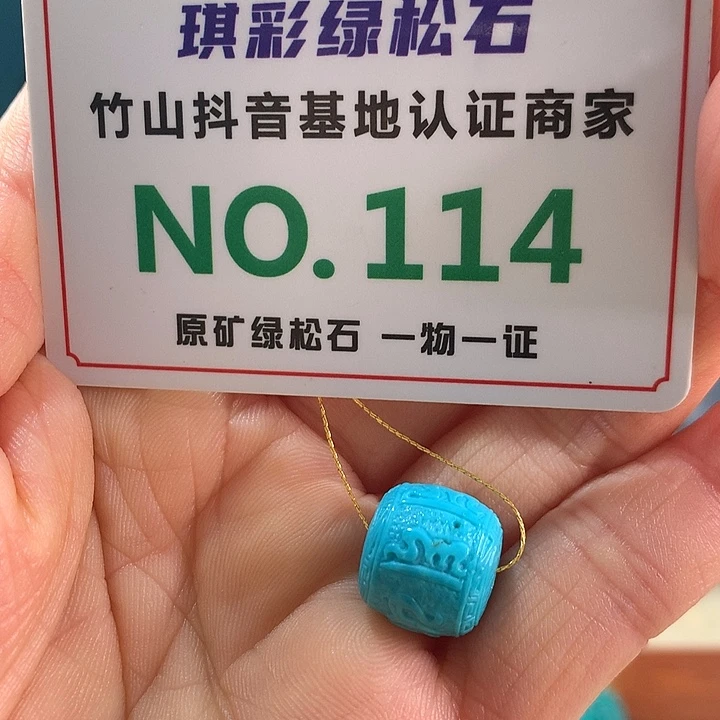 琪彩绿松石
竹山抖音基地认证商家
NO.114
原矿绿松石 一物一证